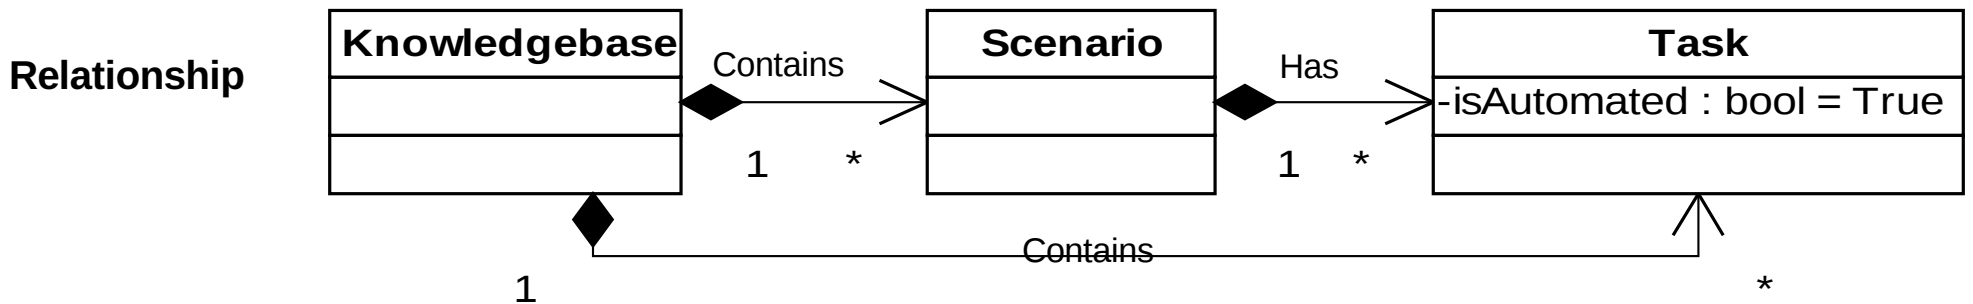 Relationship
Knowledgebase
Contains
1 *
Scenario
Has
1 *
Task
-isAutomated : bool = True
Contains
1 *